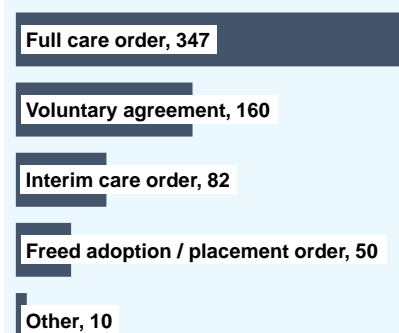 Full care order, 347
Voluntary agreement, 160
Interim care order, 82
Freed adoption / placement order, 50
Other, 10